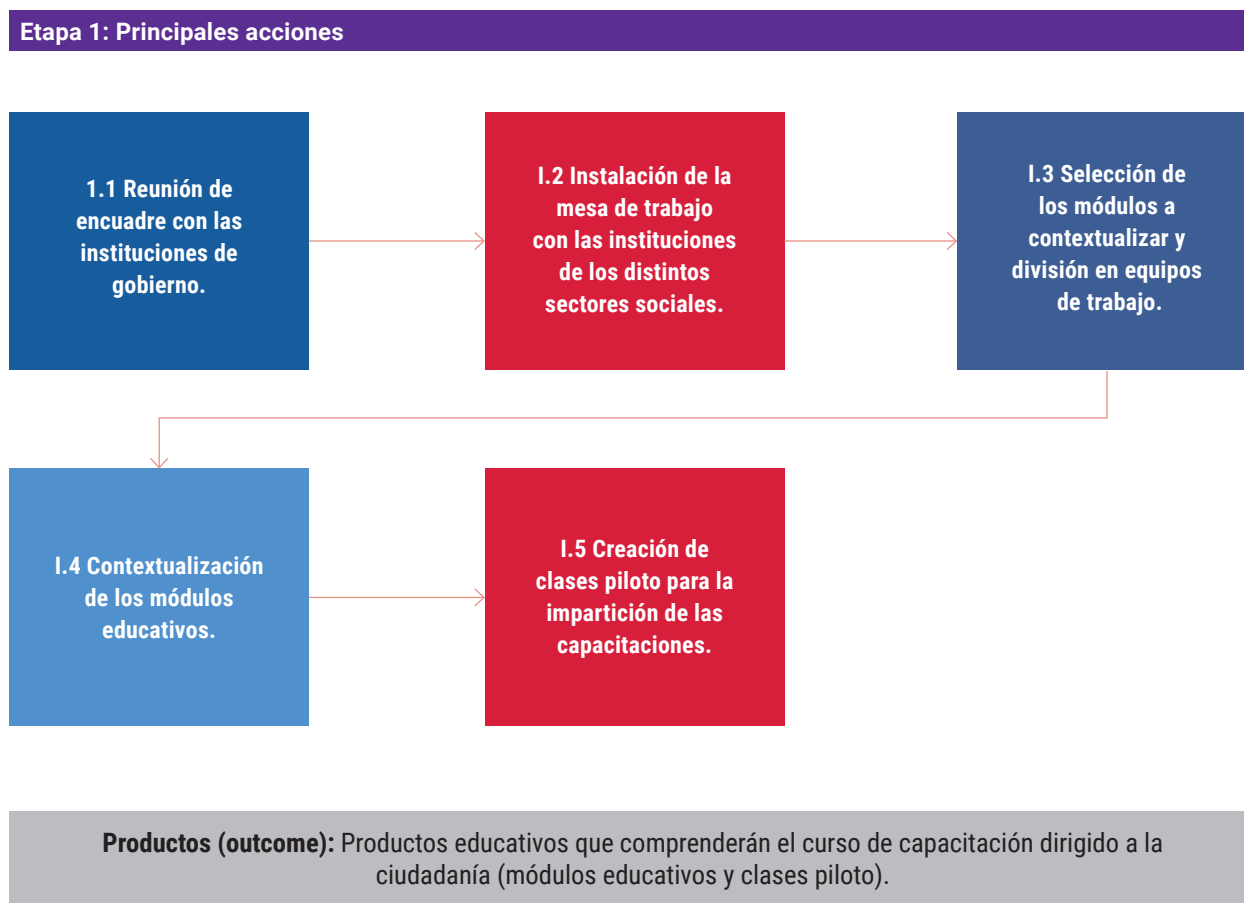 Etapa 1: Principales acciones
1.1 Reunión de
encuadre con las
instituciones de
gobierno.
I.2 Instalación de la
mesa de trabajo
con las instituciones
de los distintos
sectores sociales.
I.3 Selección de
los módulos a
contextualizar y
división en equipos
de trabajo.
I.4 Contextualización
de los módulos
educativos.
I.5 Creación de
clases piloto para la
impartición de las
capacitaciones.
Productos (outcome): Productos educativos que comprenderán el curso de capacitación dirigido a la
ciudadanía (módulos educativos y clases piloto).